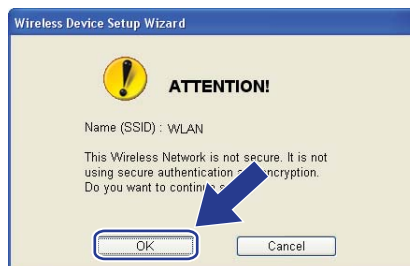 Wireless Device Setup Wizard
ATTENTION!
Name (SSID) : WLAN
This Wireless Network is not secure. It is not
using secure authentication encryption.
Do you want to
OK
Cancel